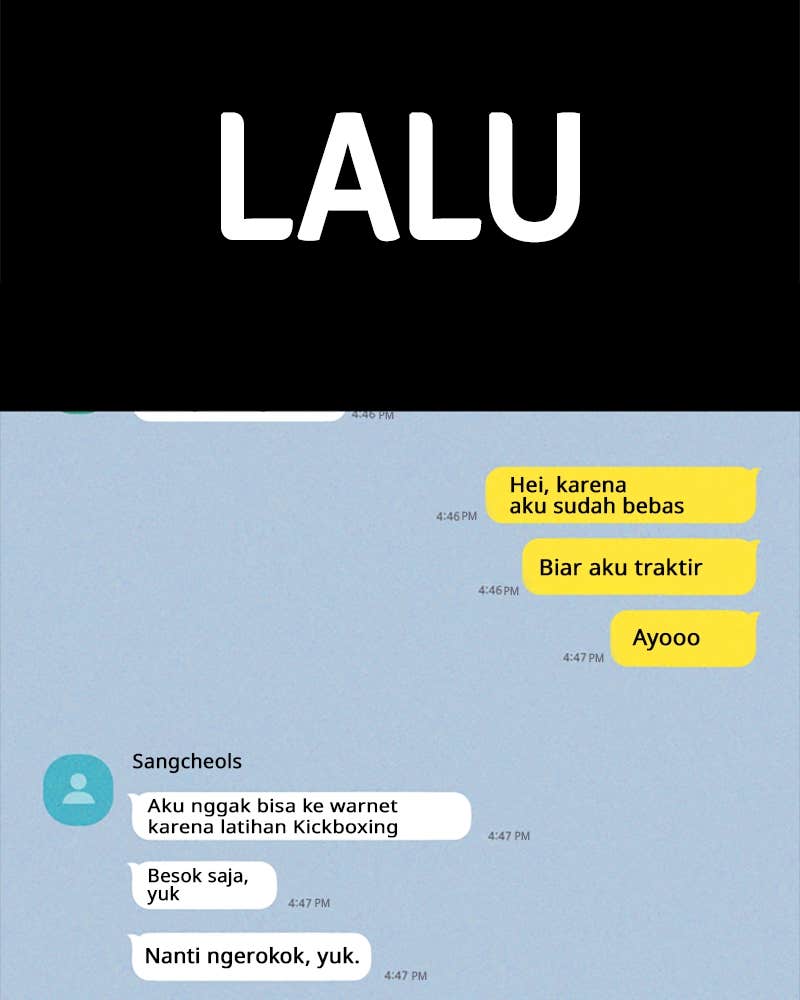 LALU
4:46 PM
Hei, karena
aku sudah bebas
4:46 PM
Biar aku traktir
4:46 PM
Ayooo
4:47 PM
Sangcheols
Aku nggak bisa ke warnet
karena latihan Kickboxing
4:47 PM
Besok saja,
yuk
4:47 PM
Nanti ngerokok, yuk.
4:47 PM